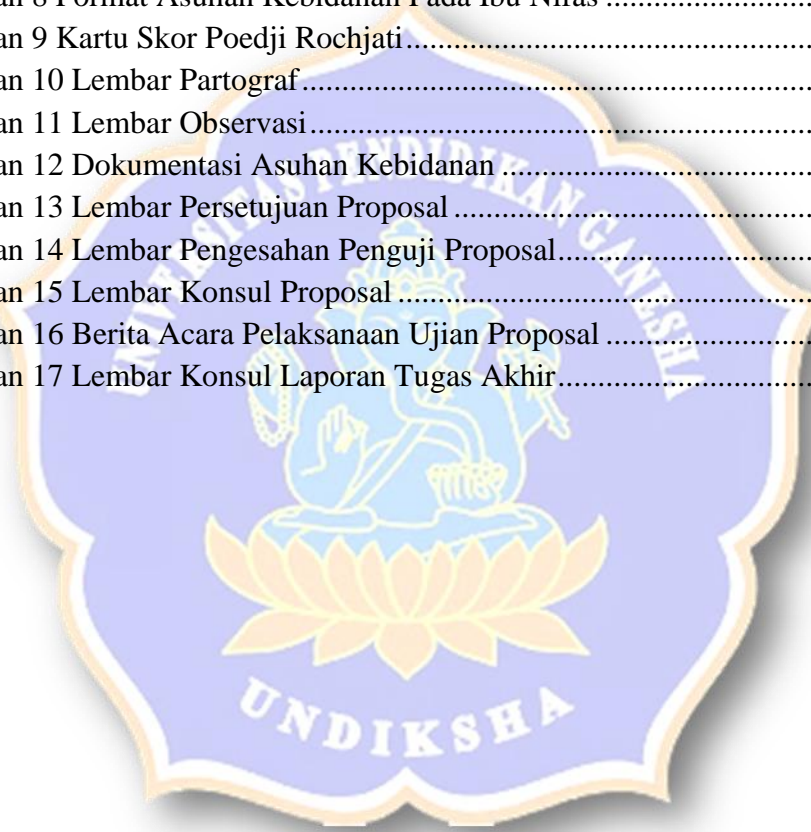 an 8 Format Asuhan Kebidanan Pada Ibu Nifas ........................
an 9 Kartu Skor Poedji Rochjati........................................................
an 10 Lembar Partograf......................................................................
an 11 Lembar Observasi.....................................................................
an 12 Dokumentasi Asuhan Kebidanan ..........................................
an 13 Lembar Persetujuan Proposal .................................................
an 14 Lembar Pengesahan Penguji Proposal...................................
an 15 Lembar Konsul Proposal .........................................................
an 16 Berita Acara Pelaksanaan Ujian Proposal ............................
an 17 Lembar Konsul Laporan Tugas Akhir...................................
UNIVERSITAS PENDIDIKAN GANESHA
UNDIKSHA